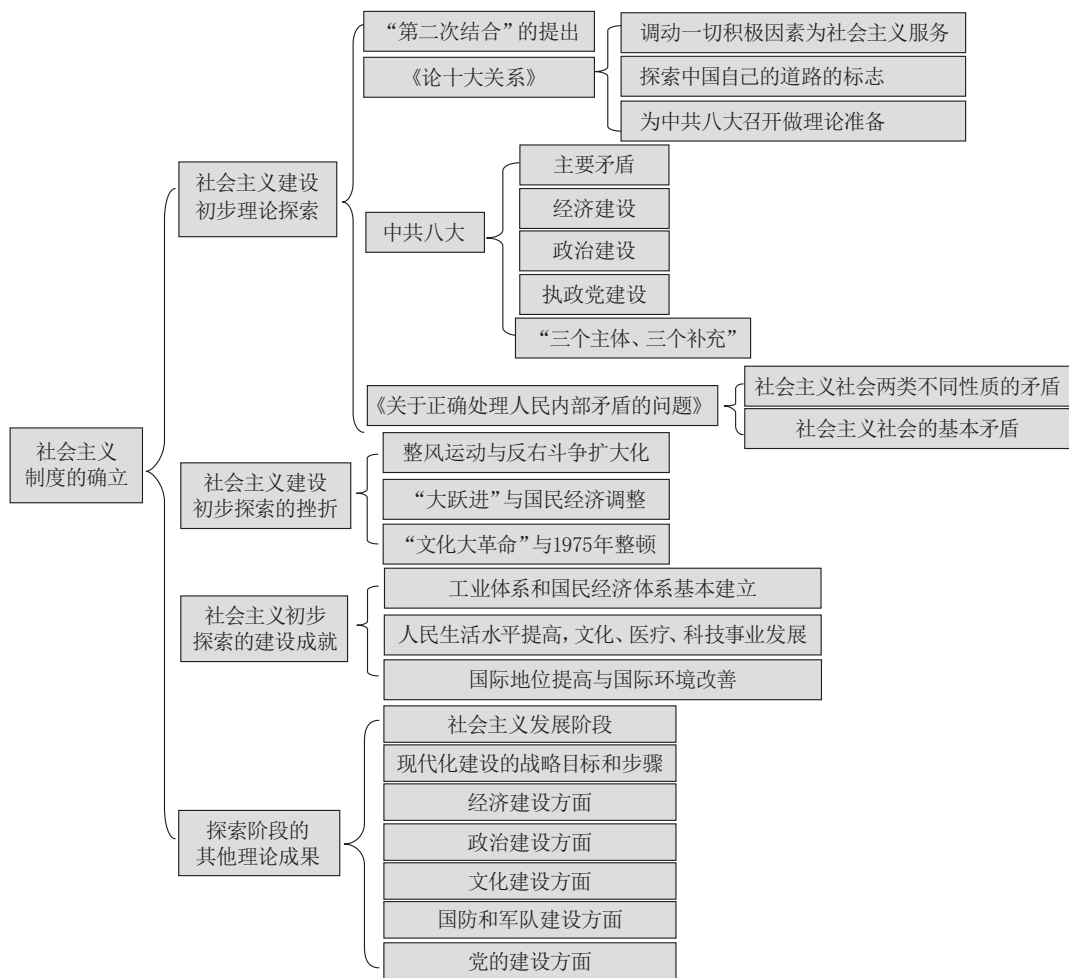 社会主义
制度的确立
社会主义建设
初步理论探索
“第二次结合”的提出
《论十大关系》
调动一切积极因素为社会主义服务
探索中国自己的道路的标志
为中共八大召开做理论准备
中共八大
主要矛盾
经济建设
政治建设
执政党建设
“三个主体、三个补充”
《关于正确处理人民内部矛盾的问题》
社会主义社会两类不同性质的矛盾
社会主义社会的基本矛盾
社会主义建设
初步探索的挫折
整风运动与反右斗争扩大化
“大跃进”与国民经济调整
“文化大革命”与1975年整顿
社会主义初步
探索的建设成就
工业体系和国民经济体系基本建立
人民生活水平提高,文化、医疗、科技事业发展
国际地位提高与国际环境改善
探索阶段的
其他理论成果
社会主义发展阶段
现代化建设的战略目标和步骤
经济建设方面
政治建设方面
文化建设方面
国防和军队建设方面
党的建设方面